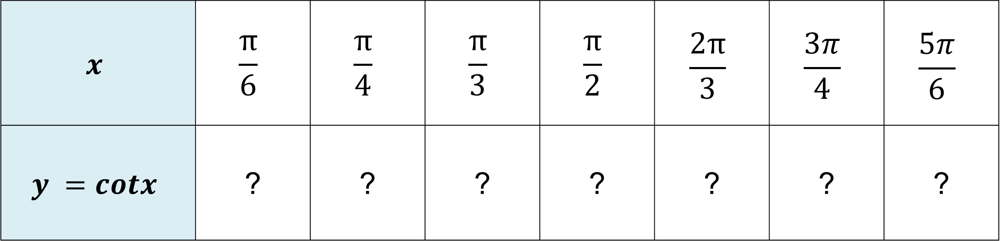 x π/6 π/4 π/3 π/2 2π/3 3π/4 5π/6
y = cotx ? ? ? ? ? ? ?